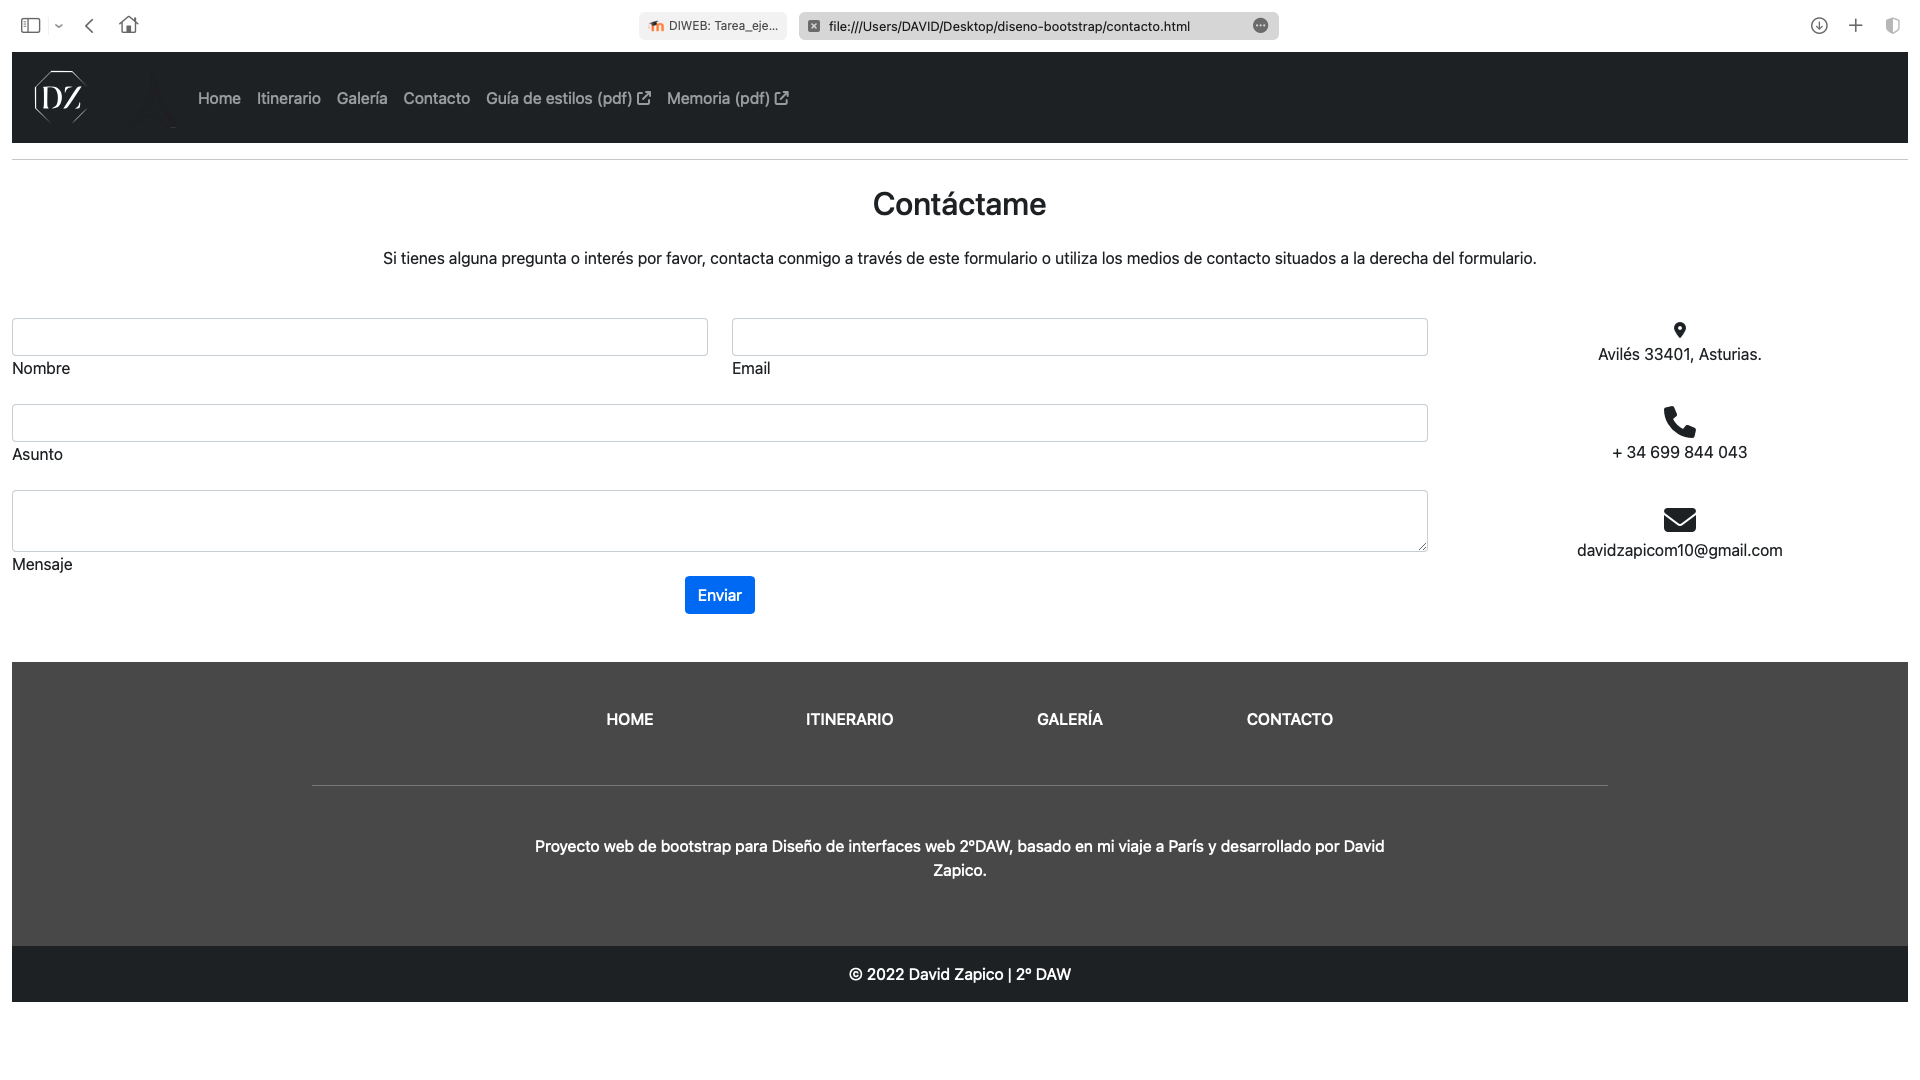 DIWEB: Tarea_eje...
file:///Users/DAVID/Desktop/diseno-bootstrap/contacto.html
DZ
Home Itinerario Galería Contacto Guía de estilos (pdf) Memoria (pdf)
Contáctame
Si tienes alguna pregunta o interés por favor, contacta conmigo a través de este formulario o utiliza los medios de contacto situados a la derecha del formulario.
Nombre
Email
Asunto
Mensaje
Enviar
Avilés 33401, Asturias.
+ 34 699 844 043
davidzapicom10@gmail.com
HOME ITINERARIO GALERÍA CONTACTO
Proyecto web de bootstrap para Diseño de interfaces web 2ºDAW, basado en mi viaje a París y desarrollado por David
Zapico.
© 2022 David Zapico | 2º DAW